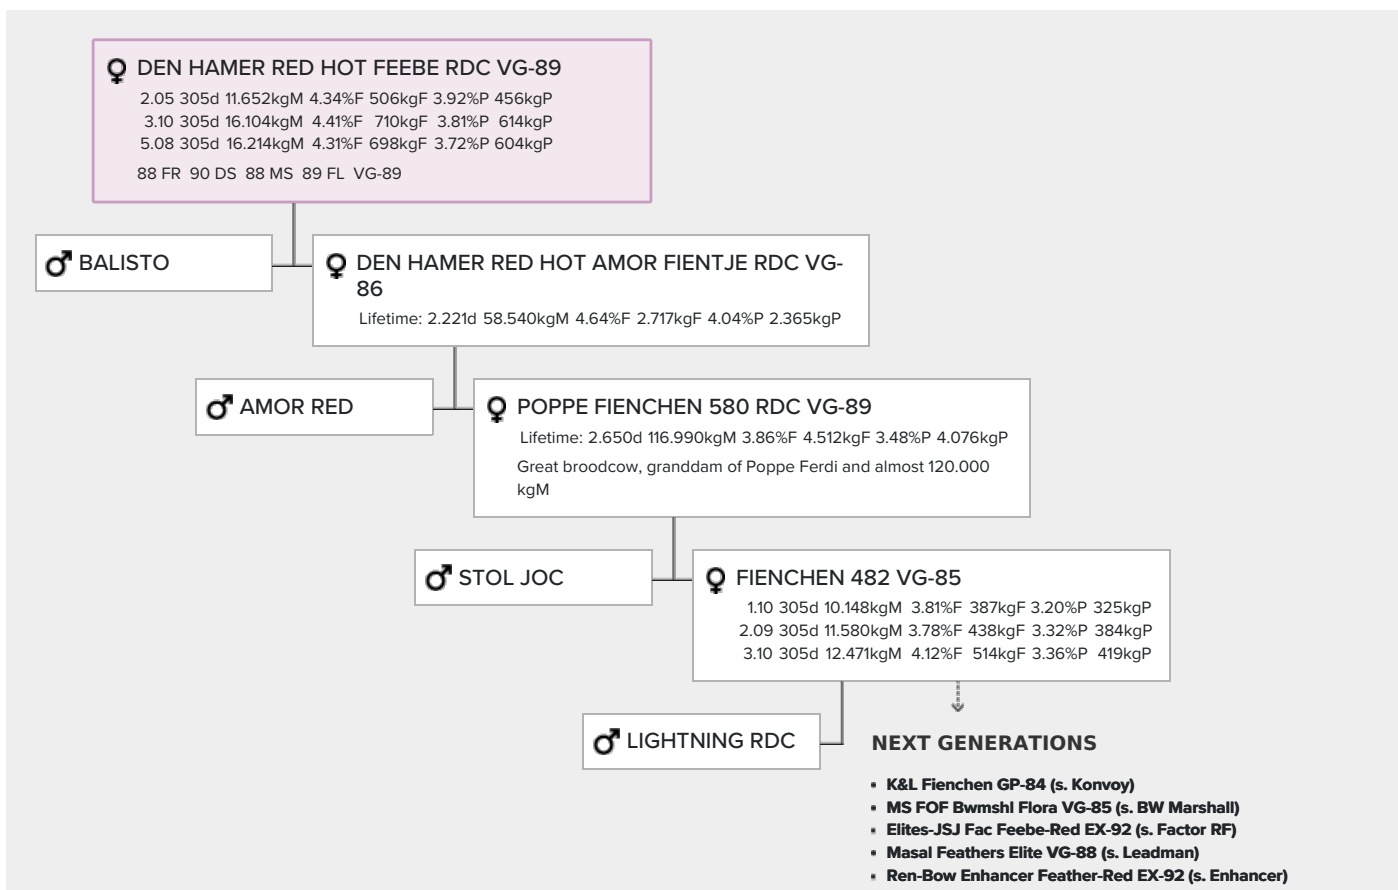 DEN HAMER RED HOT FEEBE RDC VG-89
2.05 305d 11.652kgM 4.34%F 506kgF 3.92%P 456kgP
3.10 305d 16.104kgM 4.41%F 710kgF 3.81%P 614kgP
5.08 305d 16.214kgM 4.31%F 698kgF 3.72%P 604kgP
88 FR 90 DS 88 MS 89 FL VG-89
BALISTO
DEN HAMER RED HOT AMOR FIENTJE RDC VG-
86
Lifetime: 2.221d 58.540kgM 4.64%F 2.717kgF 4.04%P 2.365kgP
AMOR RED
POPPE FIENCHEN 580 RDC VG-89
Lifetime: 2.650d 116.990kgM 3.86%F 4.512kgF 3.48%P 4.076kgP
Great broodcow, granddam of Poppe Ferdi and almost 120.000
kgM
STOL JOC
FIENCHEN 482 VG-85
1.10 305d 10.148kgM 3.81%F 387kgF 3.20%P 325kgP
2.09 305d 11.580kgM 3.78%F 438kgF 3.32%P 384kgP
3.10 305d 12.471kgM 4.12%F 514kgF 3.36%P 419kgP
LIGHTNING RDC
NEXT GENERATIONS
• K&L Fienchen GP-84 (s. Konvoy)
• MS FOF Bwmshl Flora VG-85 (s. BW Marshall)
• Elites-JSJ Fac Feebe-Red EX-92 (s. Factor RF)
• Masal Feathers Elite VG-88 (s. Leadman)
• Ren-Bow Enhancer Feather-Red EX-92 (s. Enhancer)